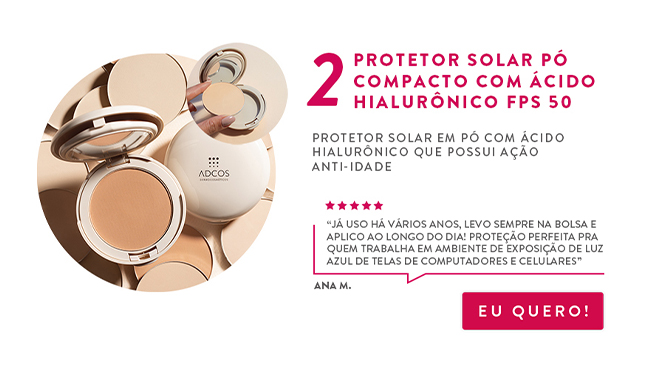 2
PROTETOR SOLAR PÓ
COMPACTO COM ÁCIDO
HIALURÔNICO FPS 50
PROTETOR SOLAR EM PÓ COM ÁCIDO
HIALURÔNICO QUE POSSUI AÇÃO
ANTI-IDADE
ADCOS
“JÁ USO HÁ VÁRIOS ANOS, LEVO SEMPRE NA BOLSA E
APLICO AO LONGO DO DIA! PROTEÇÃO PERFEITA PRA
QUEM TRABALHA EM AMBIENTE DE EXPOSIÇÃO DE LUZ
AZUL DE TELAS DE COMPUTADORES E CELULARES”
ANA M.
EU QUERO!